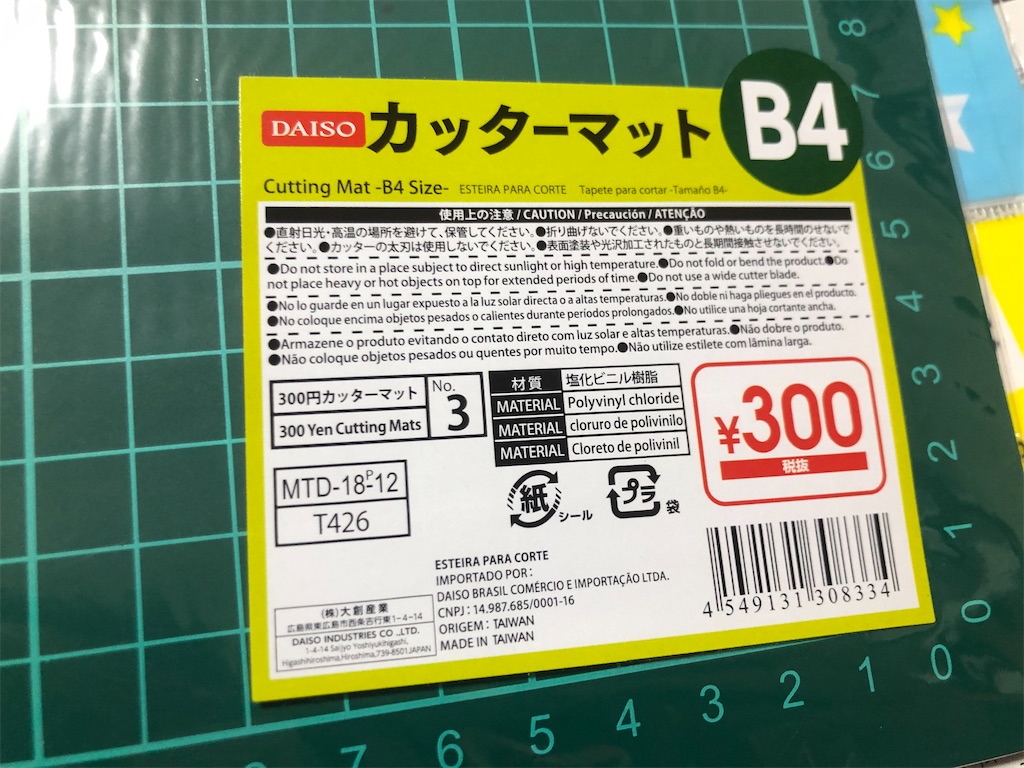 DAISO カッターマット B4
Cutting Mat -B4 Size- ESTEIRA PARA CORTE Tapete para cortar -Tamaño B4-
使用上の注意 / CAUTION / Precaución / ATENÇÃO
●直射日光・高温の場所を避けて、保管してください。●折り曲げないでください。●重いものや熱いものを長時間のせないで
ください。●カッターの太刃は使用しないでください。●表面塗装や光沢加工されたものと長期間接触させないでください。
●Do not store in a place subject to direct sunlight or high temperature.●Do not fold or bend the product.●Do
not place heavy or hot objects on top for extended periods of time.●Do not use a wide cutter blade.
●No lo guarde en un lugar expuesto a la luz solar directa o a altas temperaturas.●No doble ni haga pliegues en el producto.
●No coloque encima objetos pesados o calientes durante períodos prolongados.●No utilice una hoja cortante ancha.
●Armazene o produto evitando o contato direto com luz solar e altas temperaturas.●Não dobre o produto.
●Não coloque objetos pesados ou quentes por muito tempo.●Não utilize estilete com lâmina larga.
300円カッターマット
300 Yen Cutting Mats
No.
3
材質 塩化ビニル樹脂
MATERIAL Polyvinyl chloride
MATERIAL cloruro de polivinilo
MATERIAL Cloreto de polivinil
¥300
税抜
MTD-18-P-12
T426
紙 シール
プラ 袋
ESTEIRA PARA CORTE
IMPORTADO POR:
DAISO BRASIL COMÉRCIO E IMPORTAÇÃO LTDA.
CNPJ: 14.987.685/0001-16
ORIGEM: TAIWAN
MADE IN TAIWAN
(株)大創産業
広島県東広島市西条吉行東1-4-14
DAISO INDUSTRIES CO.,LTD.
1-4-14 Saijyo Yoshiyukihigashi,
Higashihiroshima,Hiroshima,739-8501JAPAN
4 549131 308334
8
7
6
5
4
3
2
1
0
7 6 5 4 3 2 1 0